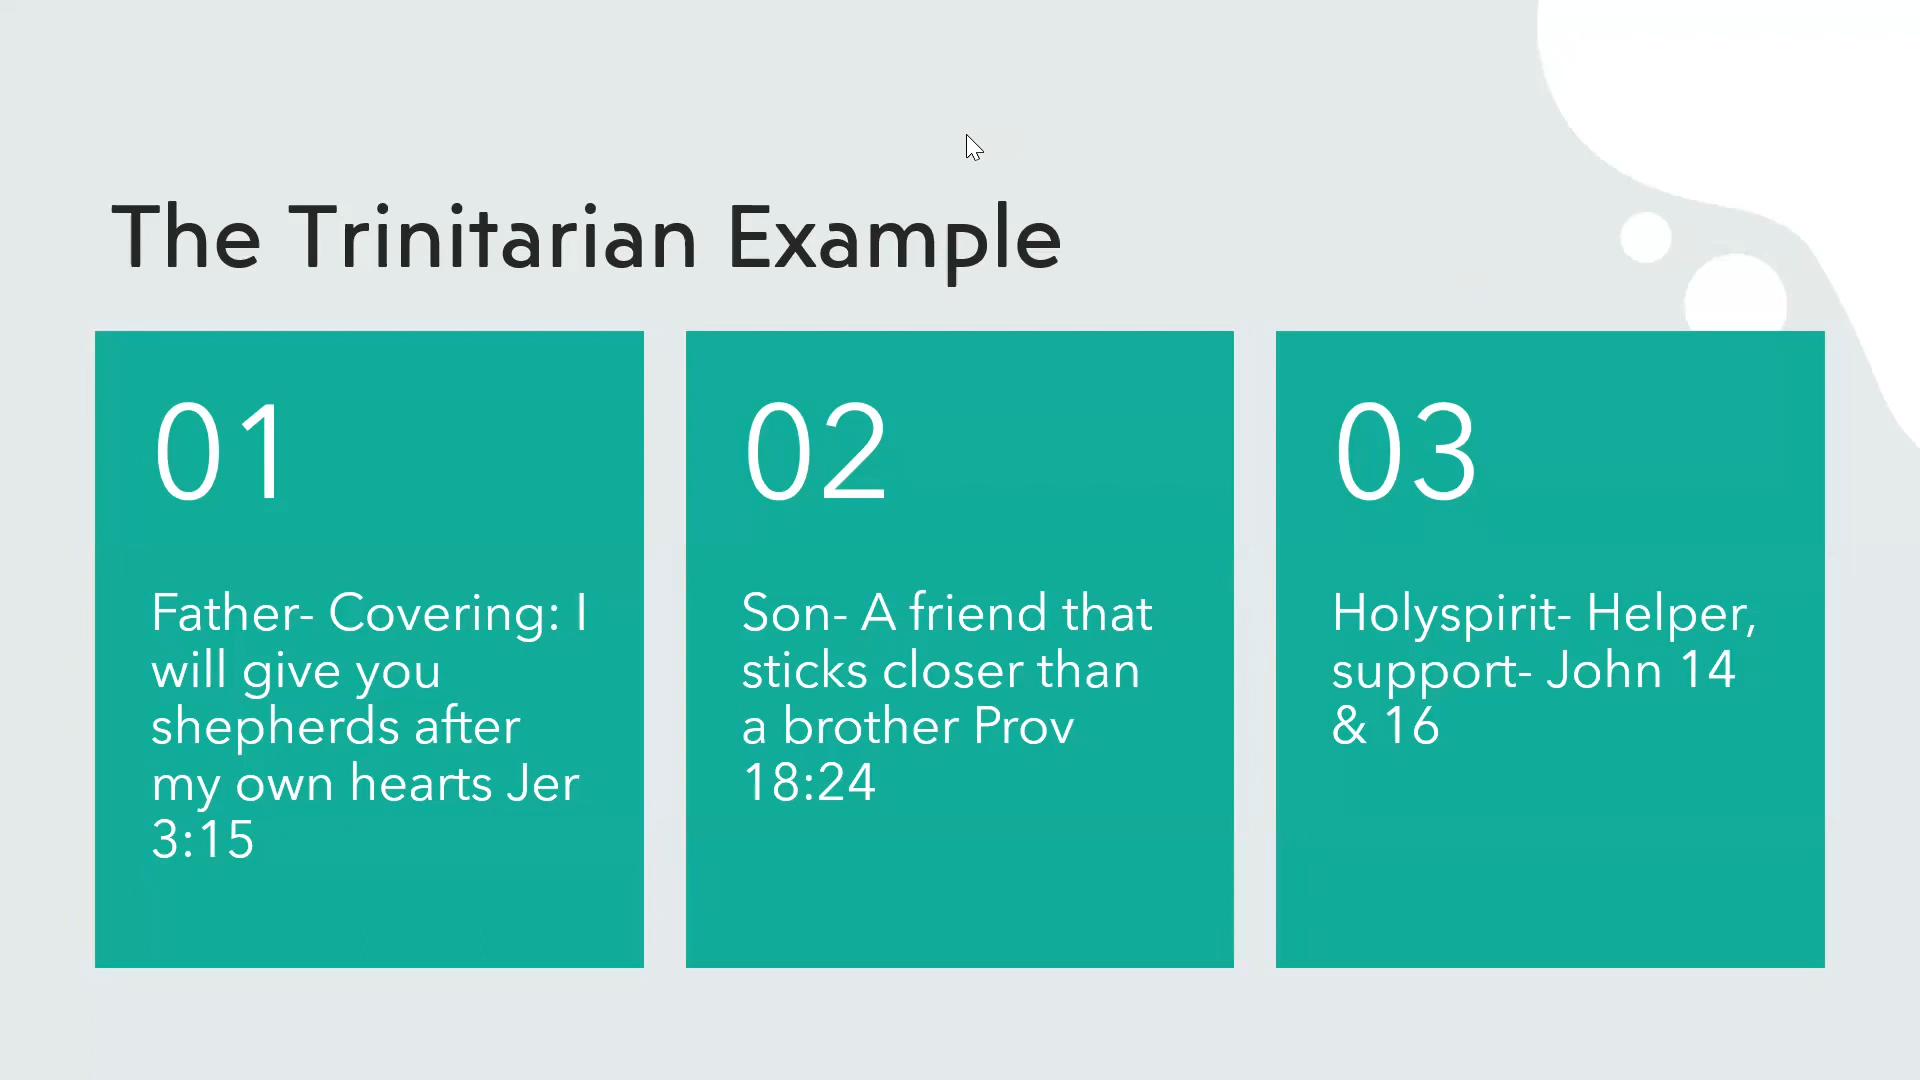 The Trinitarian Example
01
Father- Covering: I
will give you
shepherds after
my own hearts Jer
3:15
02
Son- A friend that
sticks closer than
a brother Prov
18:24
03
Holyspirit- Helper,
support- John 14
& 16